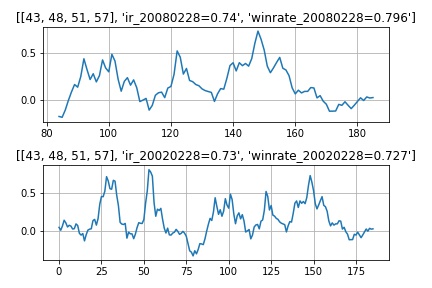 [[43, 48, 51, 57], 'ir_20080228=0.74', 'winrate_20080228=0.796']
0.5
0.0
80 100 120 140 160 180
[[43, 48, 51, 57], 'ir_20020228=0.73', 'winrate_20020228=0.727']
0.5
0.0
0 25 50 75 100 125 150 175